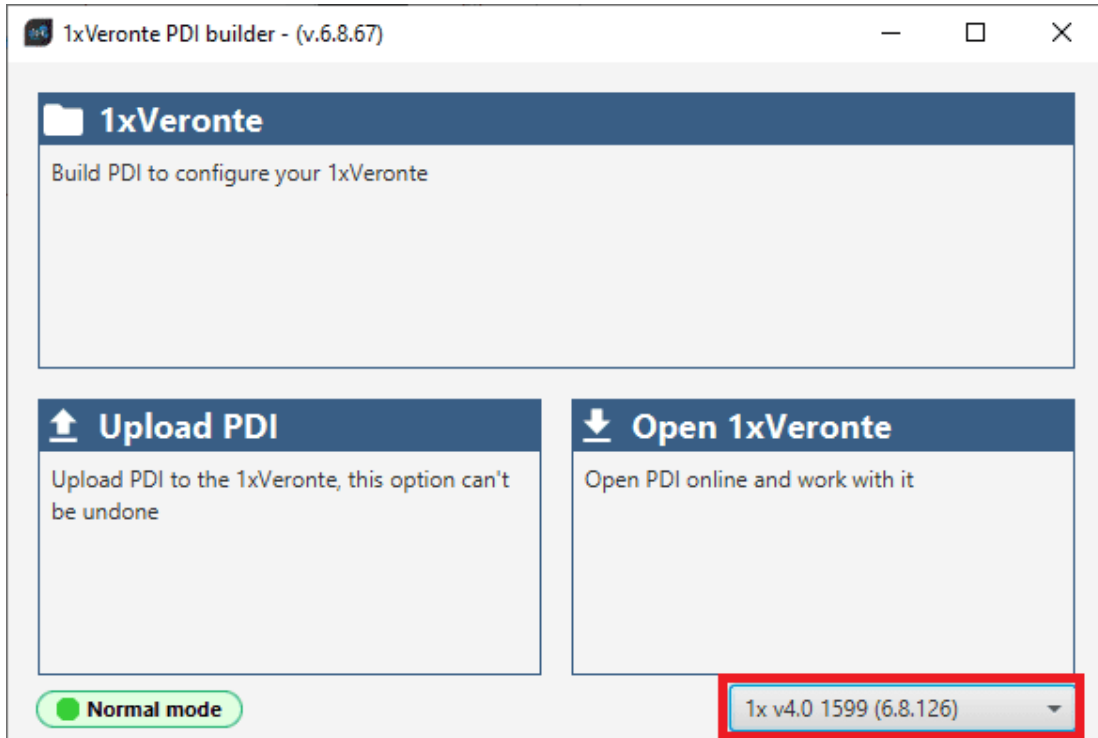 1xVeronte PDI builder - (v.6.8.67)
1xVeronte
Build PDI to configure your 1xVeronte
Upload PDI
Upload PDI to the 1xVeronte, this option can't
be undone
Open 1xVeronte
Open PDI online and work with it
Normal mode
1x v4.0 1599 (6.8.126)